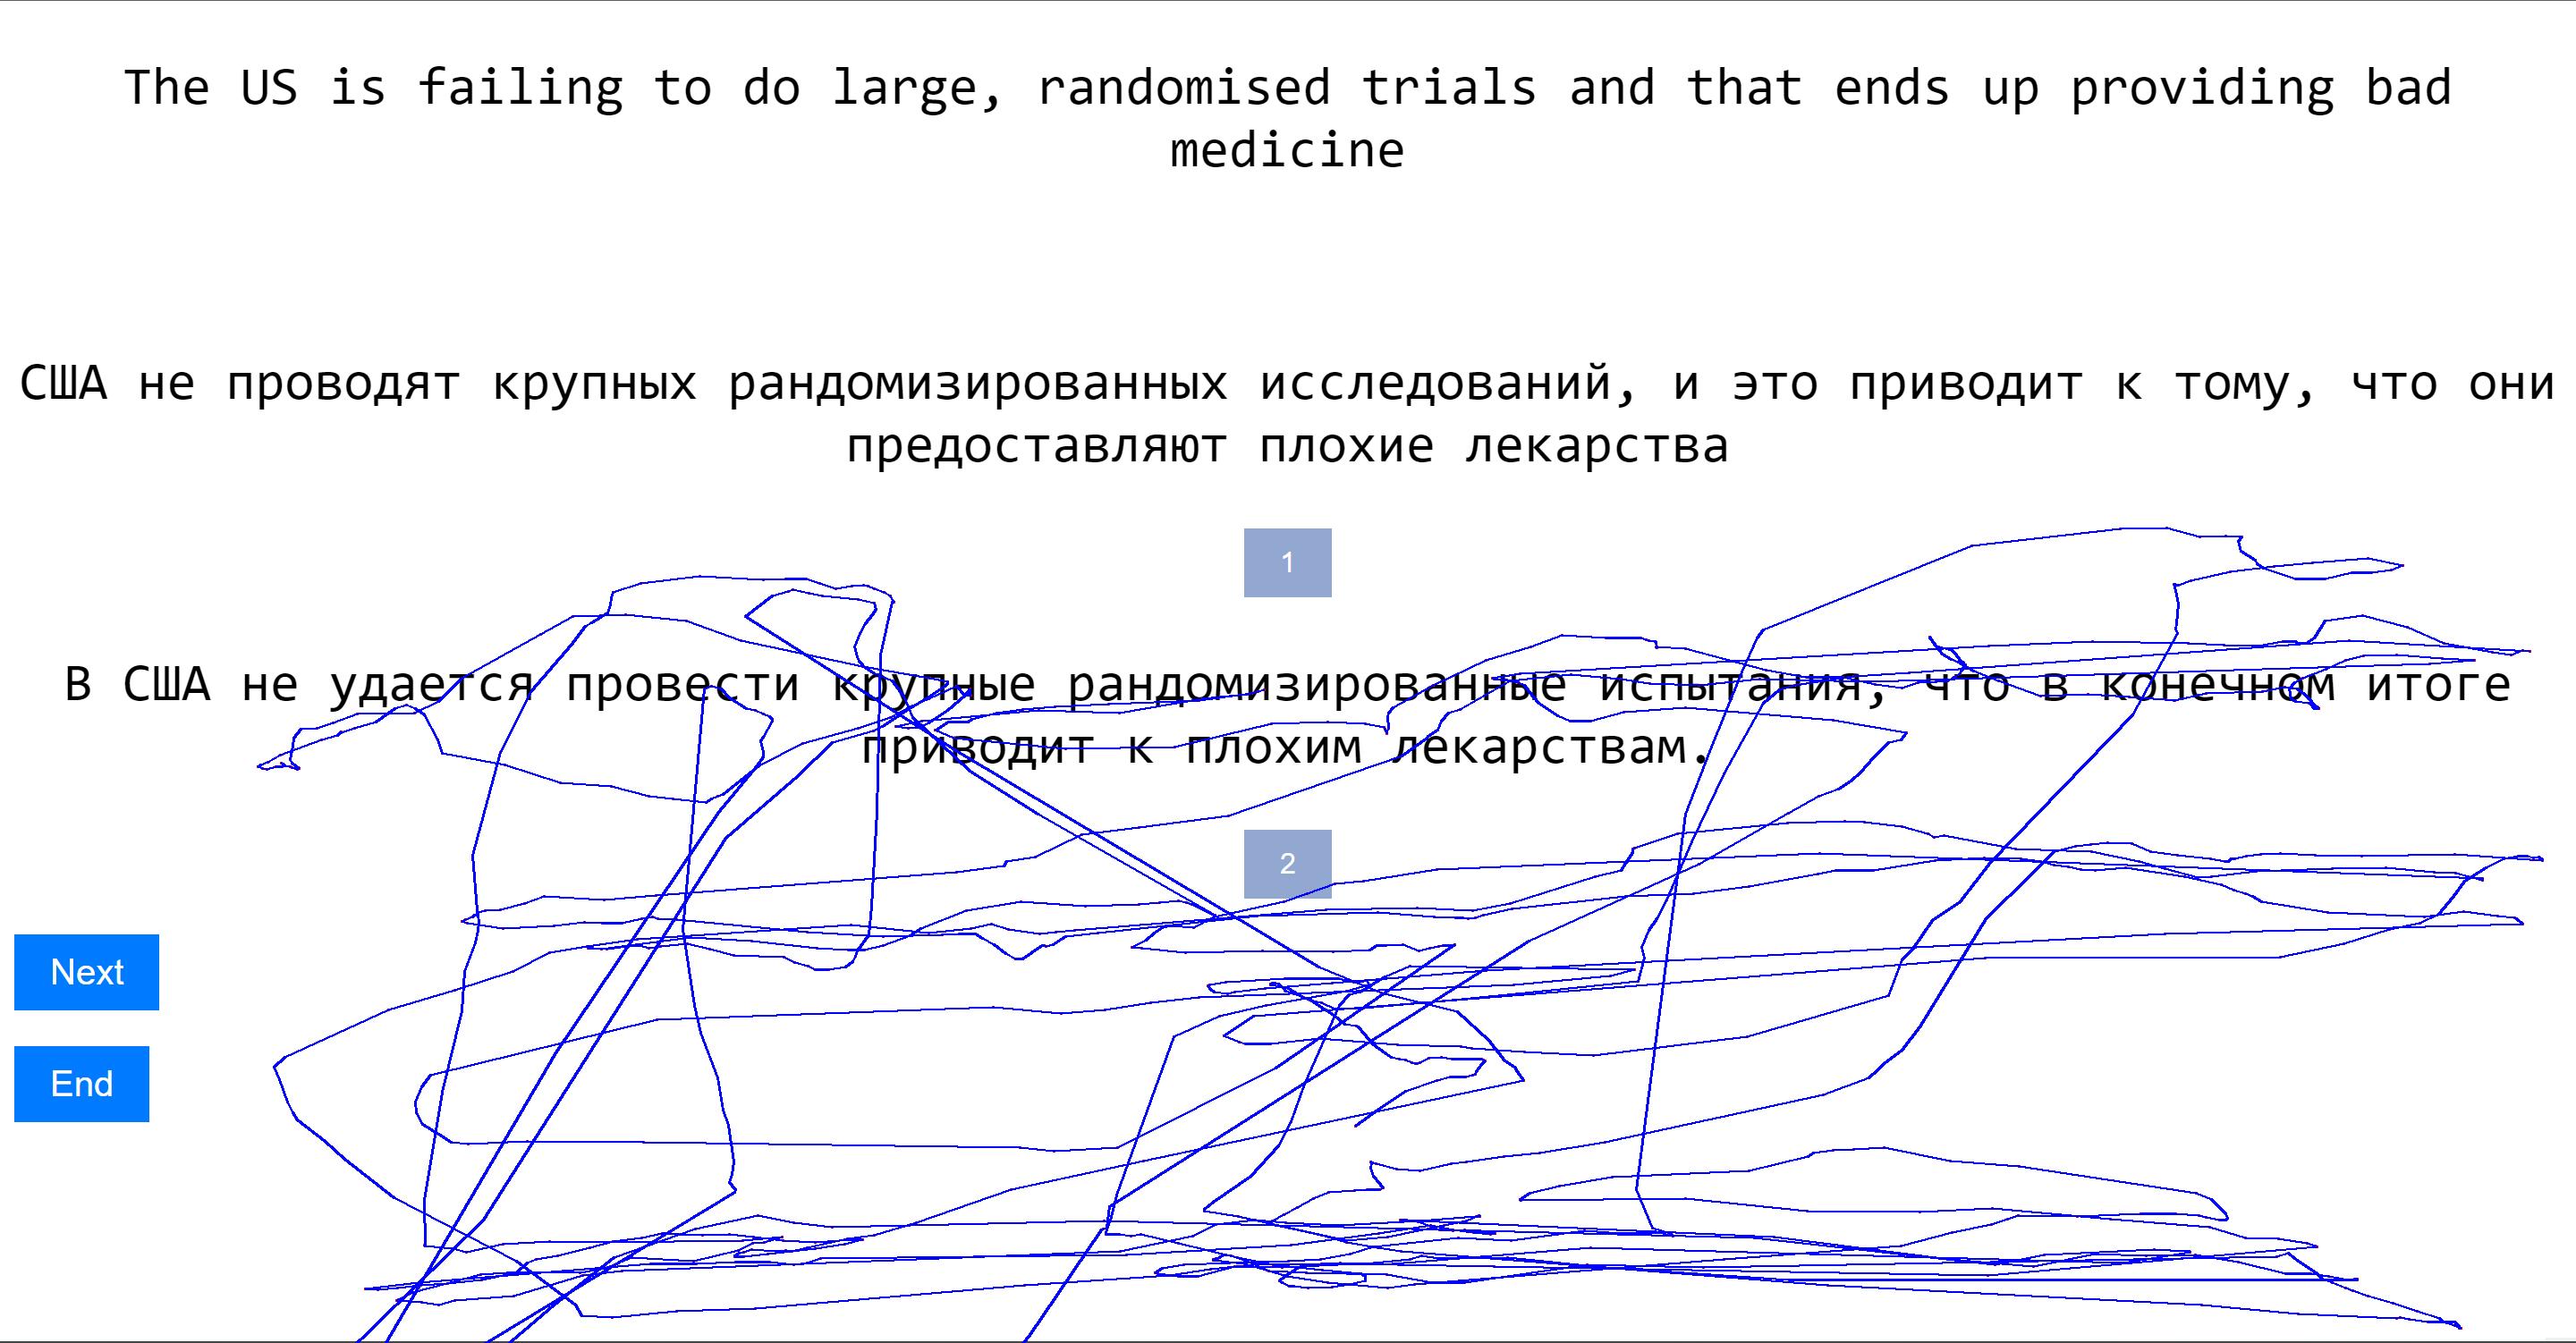 The US is failing to do large, randomised trials and that ends up providing bad
medicine
США не проводят крупных рандомизированных исследований, и это приводит к тому, что они
предоставляют плохие лекарства
1
В США не удается провести крупные рандомизированные испытания, что в конечном итоге
приводит к плохим лекарствам.
2
Next
End